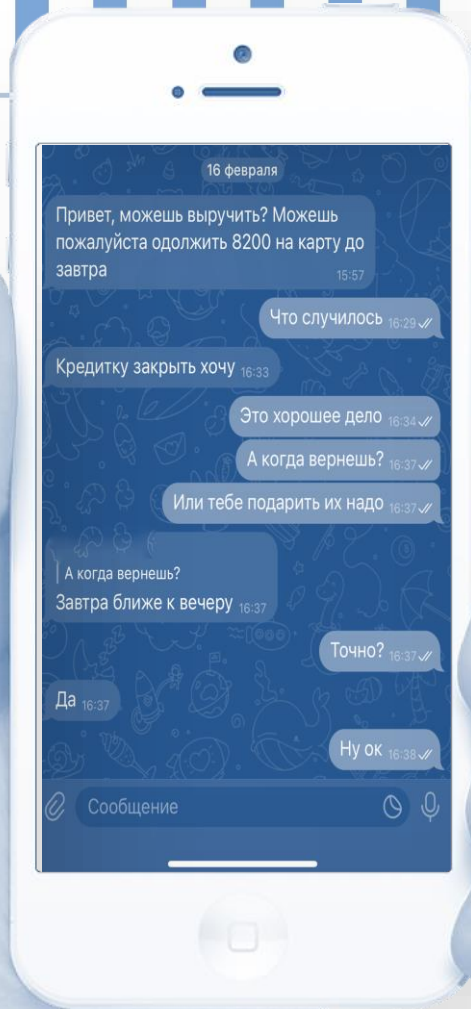 16 февраля
Привет, можешь выручить? Можешь
пожалуйста одолжить 8200 на карту до
завтра
15:57
Что случилось 16:29
Кредитку закрыть хочу 16:33
Это хорошее дело 16:34
А когда вернешь? 16:37
Или тебе подарить их надо 16:37
А когда вернешь?
Завтра ближе к вечеру 16:37
Точно? 16:37
Да 16:37
Ну ок 16:38
Сообщение